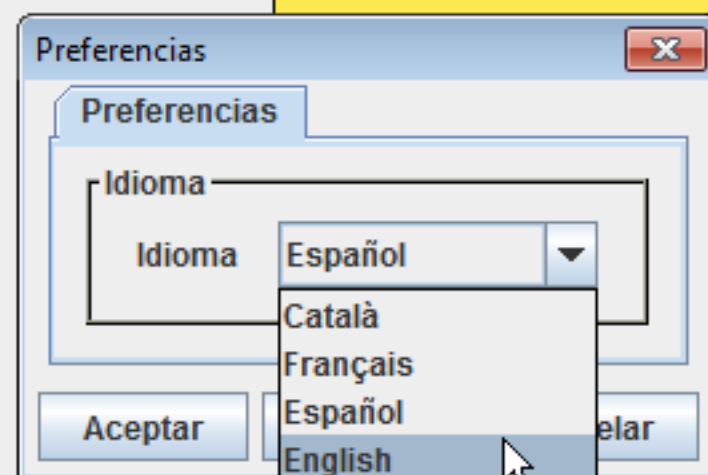 Preferencias
Preferencias
Idioma
Idioma Español
Català
Français
Español
English
Aceptar elar